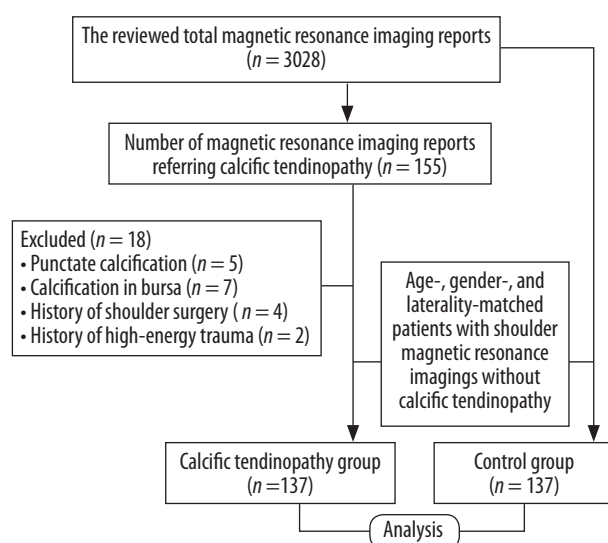 The reviewed total magnetic resonance imaging reports
(n = 3028)
Number of magnetic resonance imaging reports
referring calcific tendinopathy (n = 155)
Excluded (n = 18)
• Punctate calcification (n = 5)
• Calcification in bursa (n = 7)
• History of shoulder surgery ( n = 4)
• History of high-energy trauma (n = 2)
Age-, gender-, and
laterality-matched
patients with shoulder
magnetic resonance
imagings without
calcific tendinopathy
Calcific tendinopathy group
(n =137)
Control group
(n = 137)
Analysis